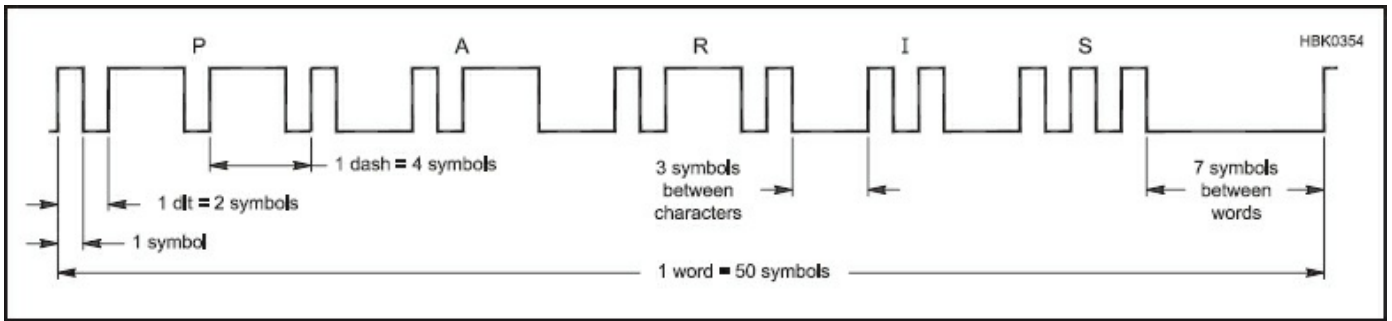 P A R I S
HBK0354
1 dash = 4 symbols
3 symbols
between
characters
7 symbols
between
words
1 dit = 2 symbols
1 symbol
1 word = 50 symbols